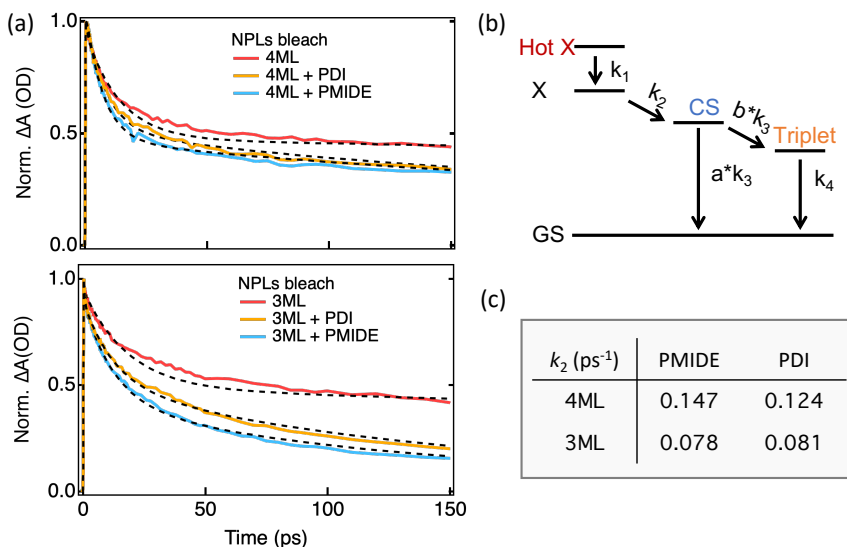 (a)
Norm. ΔA (OD)
1.0
0.5
0.0
NPLs bleach
4ML
4ML + PDI
4ML + PMIDE
Norm. ΔA(OD)
1.0
0.5
0.0
NPLs bleach
3ML
3ML + PDI
3ML + PMIDE
0 50 100 150
Time (ps)
(b)
Hot X
k₁
X
k₂
CS
b*k₃
Triplet
a*k₃
k₄
GS
(c)
k₂ (ps⁻¹) PMIDE PDI
4ML 0.147 0.124
3ML 0.078 0.081